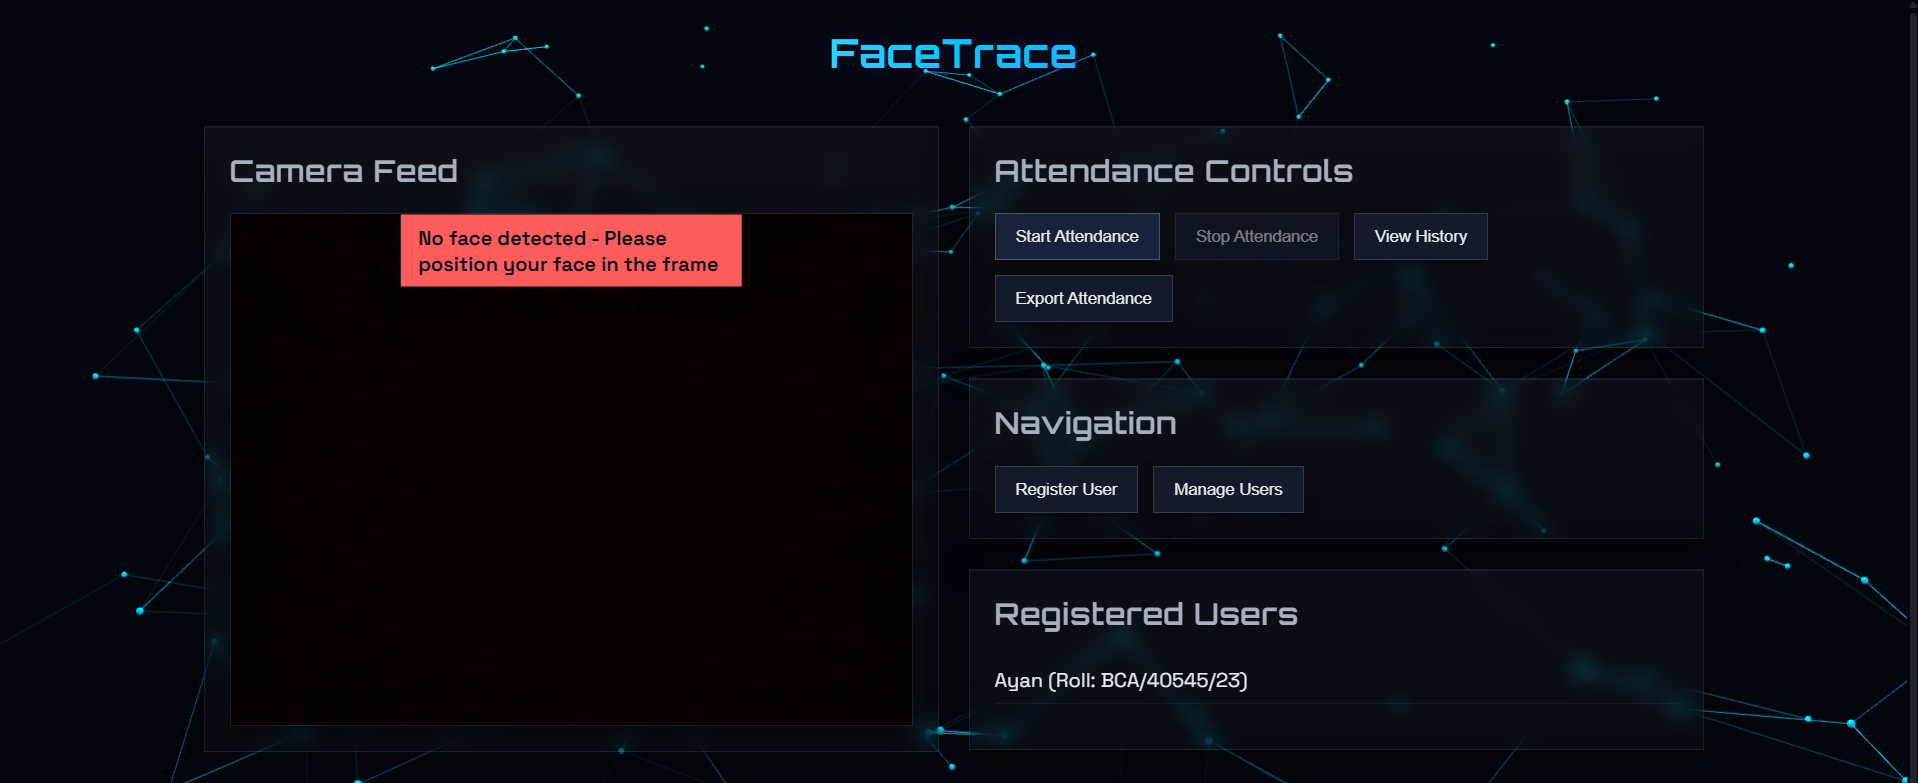 FaceTrace
Camera Feed
No face detected - Please
position your face in the frame
Attendance Controls
Start Attendance
Stop Attendance
View History
Export Attendance
Navigation
Register User
Manage Users
Registered Users
Ayan (Roll: BCA/40545/23)